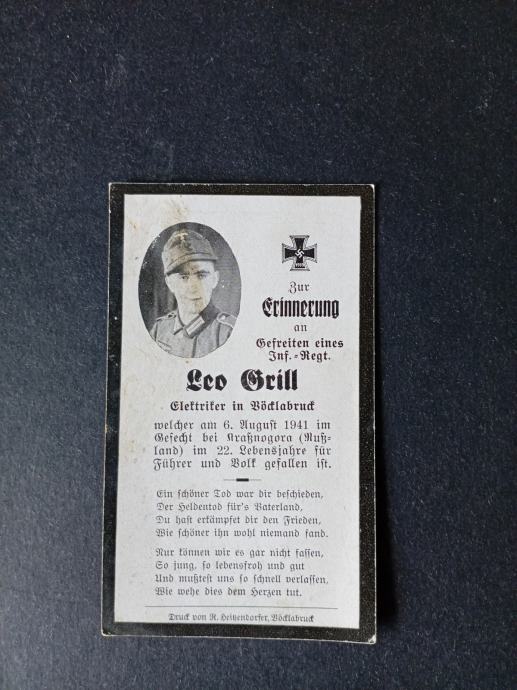 Zur
Erinnerung
an
Gefreiten eines
Inf.-Regt.
Leo Grill
Elektriker in Vöcklabruck
welcher am 6. August 1941 im
Gefecht bei Kraßnogora (Ruß-
land) im 22. Lebensjahre für
Führer und Volk gefallen ist.
Ein schöner Tod war dir beschieden,
Der Heldentod für's Vaterland,
Du hast erkämpfet dir den Frieden,
Wie schöner ihn wohl niemand fand.
Nur können wir es gar nicht fassen,
So jung, so lebensfroh und gut
Und mußtest uns so schnell verlassen,
Wie wehe dies dem Herzen tut.
Druck von R. Heitzendorfer, Vöcklabruck